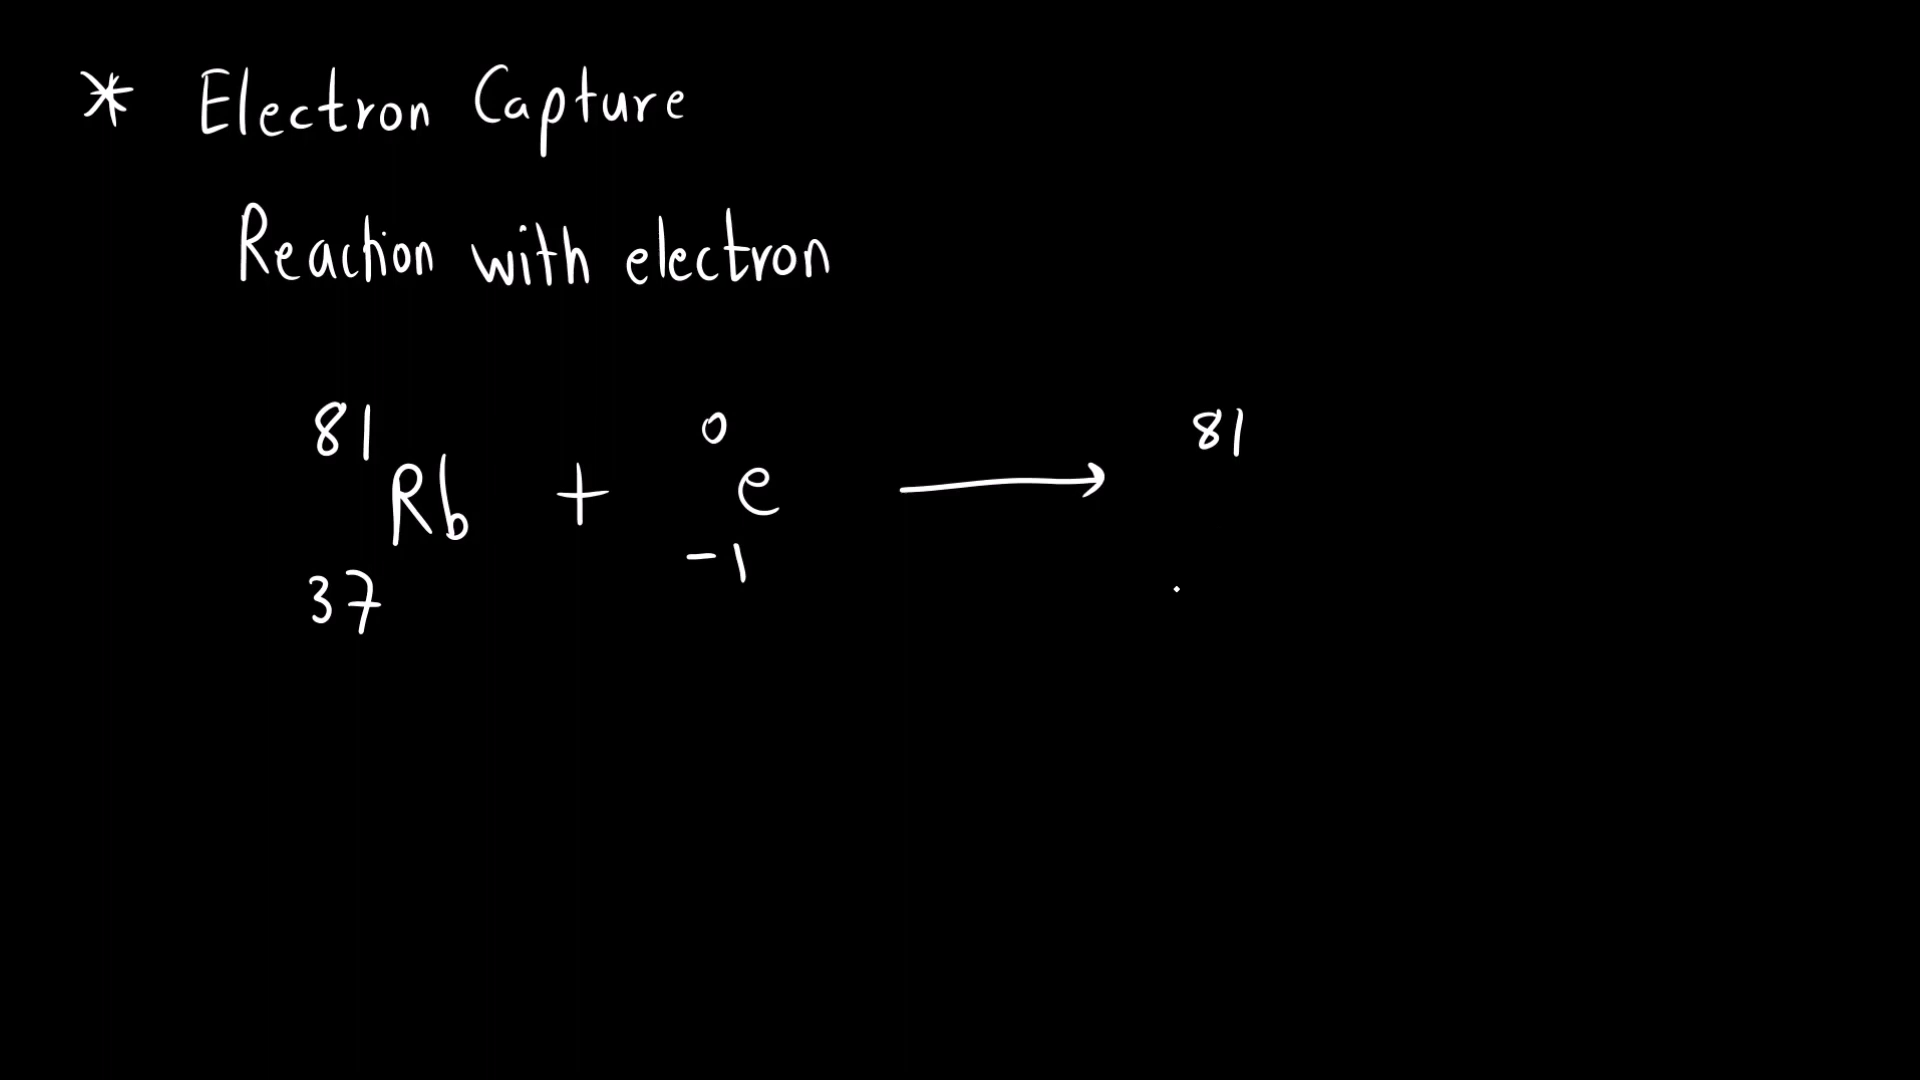 * Electron Capture
Reaction with electron
81 0 81
Rb + e →
-1
37